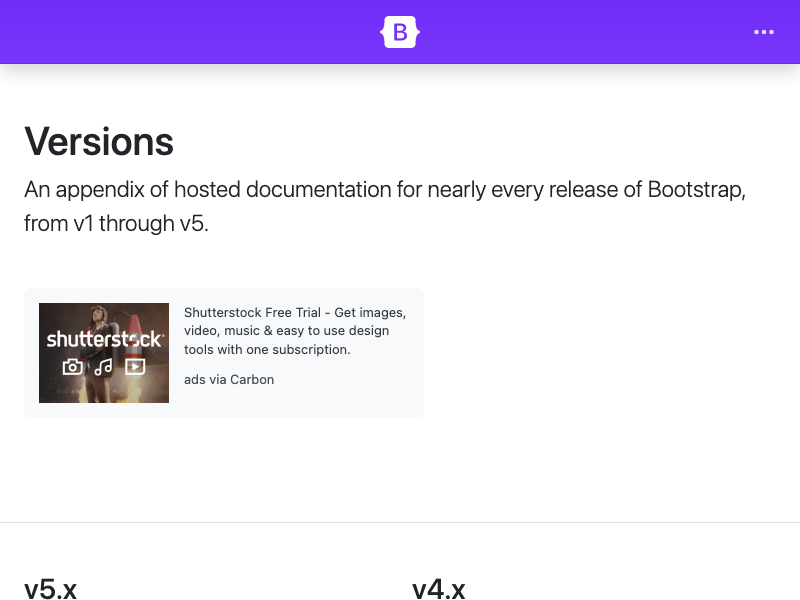 B
Versions
An appendix of hosted documentation for nearly every release of Bootstrap,
from v1 through v5.
shutterstock
Shutterstock Free Trial - Get images,
video, music & easy to use design
tools with one subscription.
ads via Carbon
v5.x
v4.x